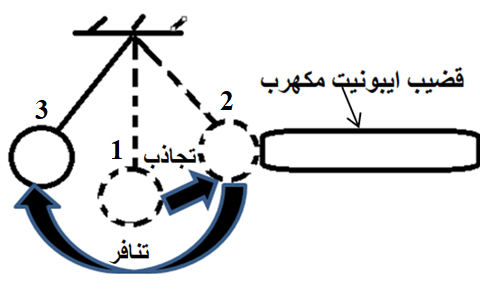 قضيب ايبونيت مكهرب
3
2
1
تجاذب
تنافر